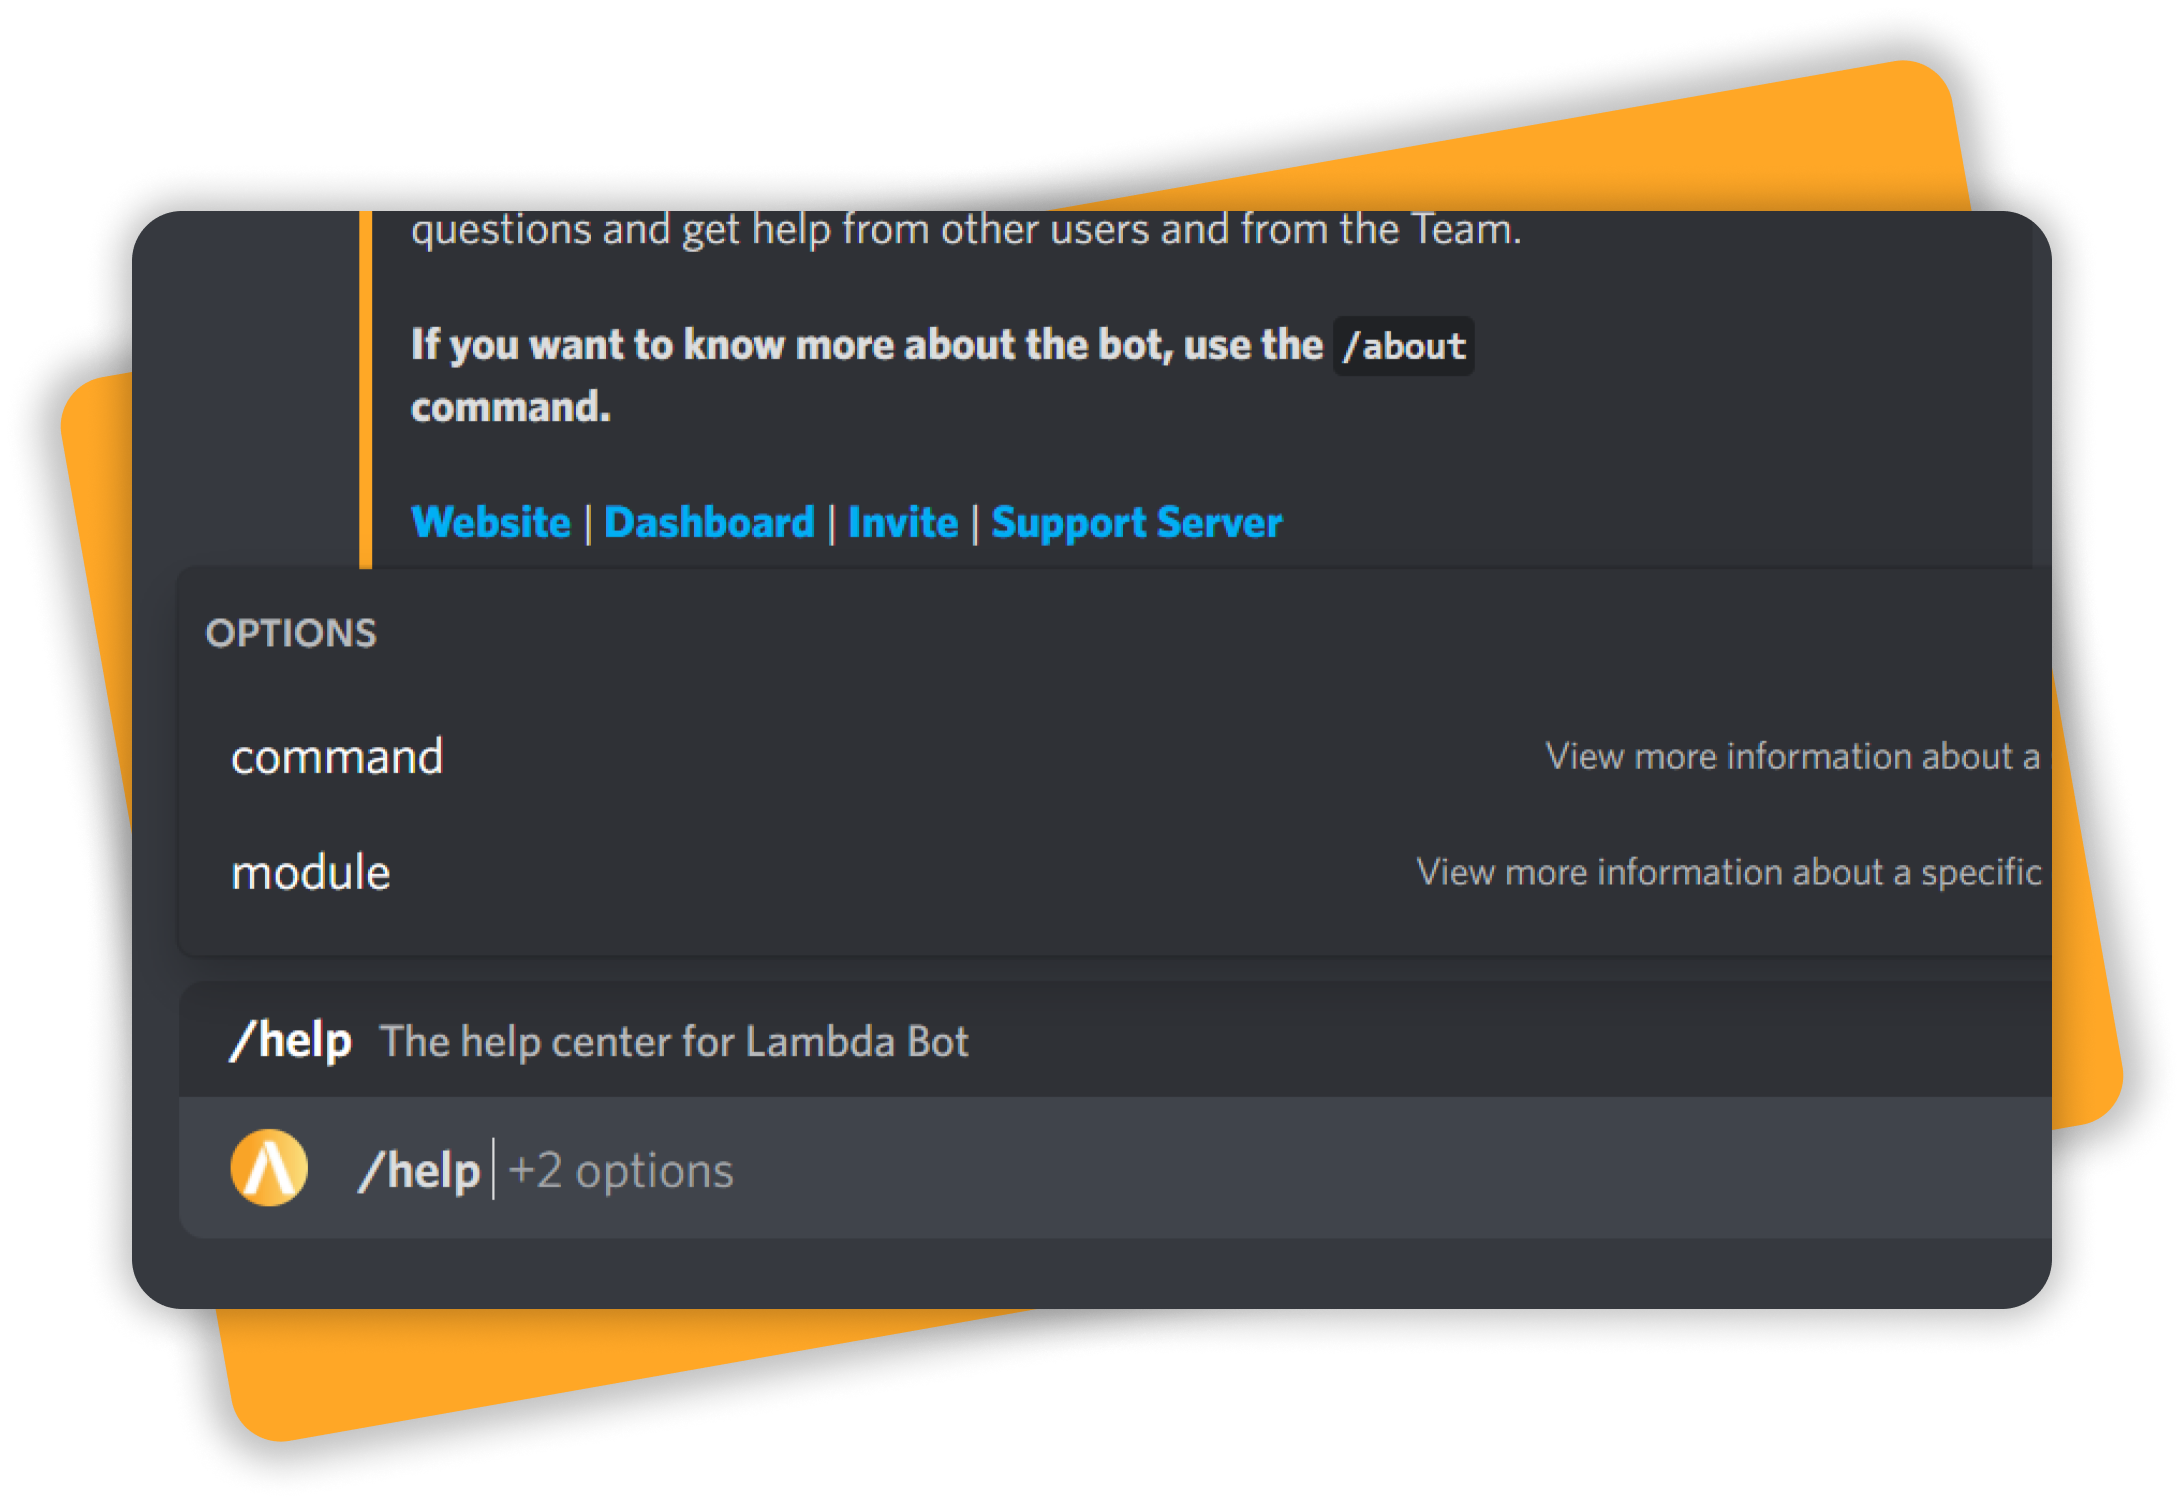 questions and get help from other users and from the Team.
If you want to know more about the bot, use the /about
command.
Website | Dashboard | Invite | Support Server
OPTIONS
command View more information about a
module View more information about a specific
/help The help center for Lambda Bot
/help +2 options